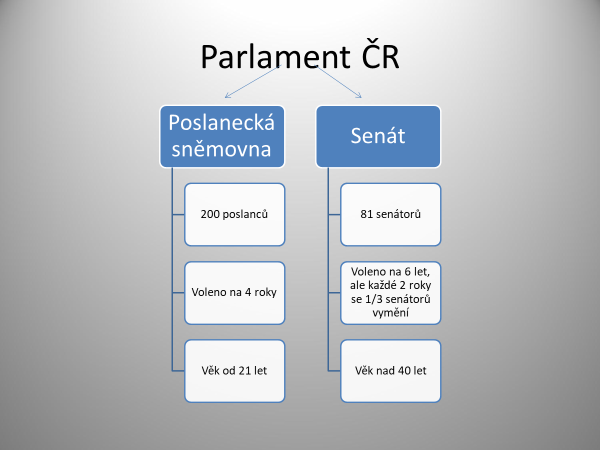 Parlament ČR
Poslanecká
sněmovna
200 poslanců
Voleno na 4 roky
Věk od 21 let
Senát
81 senátorů
Voleno na 6 let,
ale každé 2 roky
se 1/3 senátorů
vymění
Věk nad 40 let